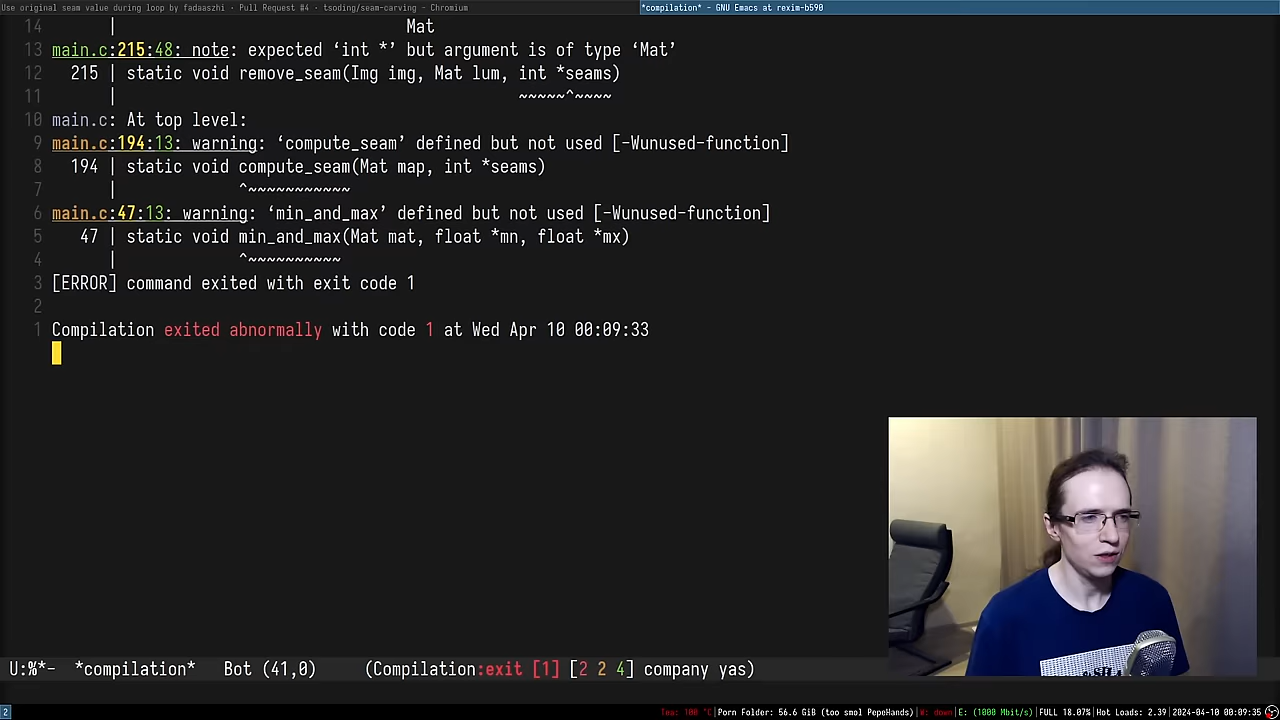 Use original seam value during loop by fadaaszhi · Pull Request #4 · tsoding/seam-carving - Chromium
*compilation* - GNU Emacs at rexim-b590
14 | Mat
13 main.c:215:48: note: expected ‘int *’ but argument is of type ‘Mat’
12 215 | static void remove_seam(Img img, Mat lum, int *seams)
11 | ~~~~~^~~~~
10 main.c: At top level:
9 main.c:194:13: warning: ‘compute_seam’ defined but not used [-Wunused-function]
8 194 | static void compute_seam(Mat map, int *seams)
7 | ^~~~~~~~~~~~
6 main.c:47:13: warning: ‘min_and_max’ defined but not used [-Wunused-function]
5 47 | static void min_and_max(Mat mat, float *mn, float *mx)
4 | ^~~~~~~~~~~
3 [ERROR] command exited with exit code 1
2
1 Compilation exited abnormally with code 1 at Wed Apr 10 00:09:33
U:%*- *compilation* Bot (41,0) (Compilation:exit [1] [2 2 4] company yas)
2
100 °C|Porn Folder: 56.6 GiB (too smol PepeHands)|W: down|E: (1000 Mbit/s)|FULL 18.07%|Hot Loads: 2.39|2024-04-10 00:09:35